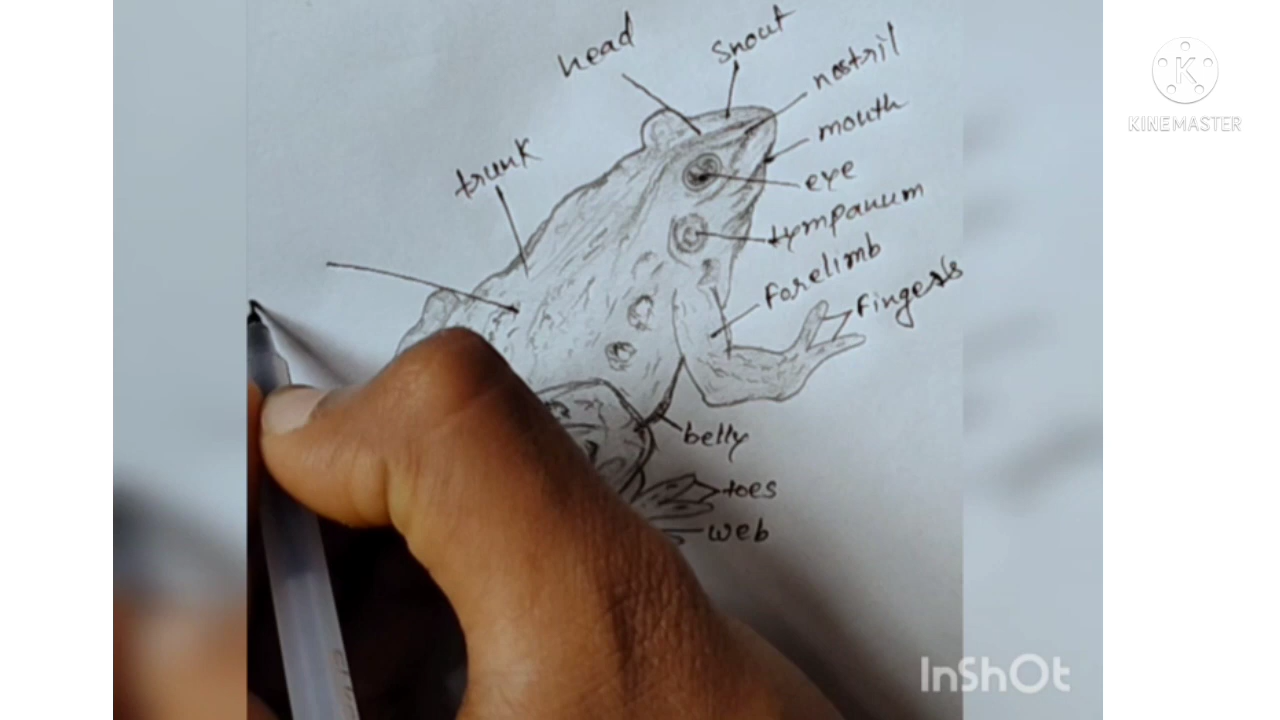 head
snout
nostril
mouth
trunk
eye
tympanum
forelimb
fingers
belly
toes
web
KINEMASTER
InShOt